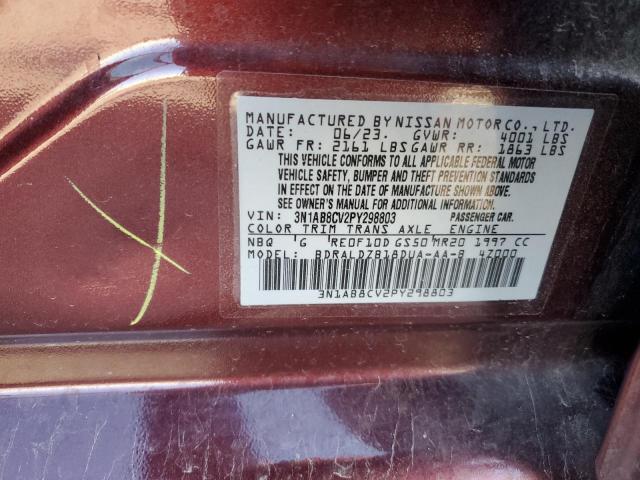 MANUFACTURED BY NISSAN MOTOR CO., LTD.
DATE: 06/23. GVWR: 4001 LBS
GAWR FR: 2161 LBS GAWR RR: 1863 LBS
THIS VEHICLE CONFORMS TO ALL APPLICABLE FEDERAL MOTOR
VEHICLE SAFETY, BUMPER AND THEFT PREVENTION STANDARDS
IN EFFECT ON THE DATE OF MANUFACTURE SHOWN ABOVE.
SEE OWNER'S MANUAL FOR ADDITIONAL INFORMATION.
VIN: 3N1AB8CV2PY298803 PASSENGER CAR.
COLOR TRIM TRANS AXLE ENGINE
NBQ 'G 'RE0F10D GS50 MR20 1997 CC
MODEL: BDRALDZB18DUA-AA-B 4Z000
3N1AB8CV2PY298803